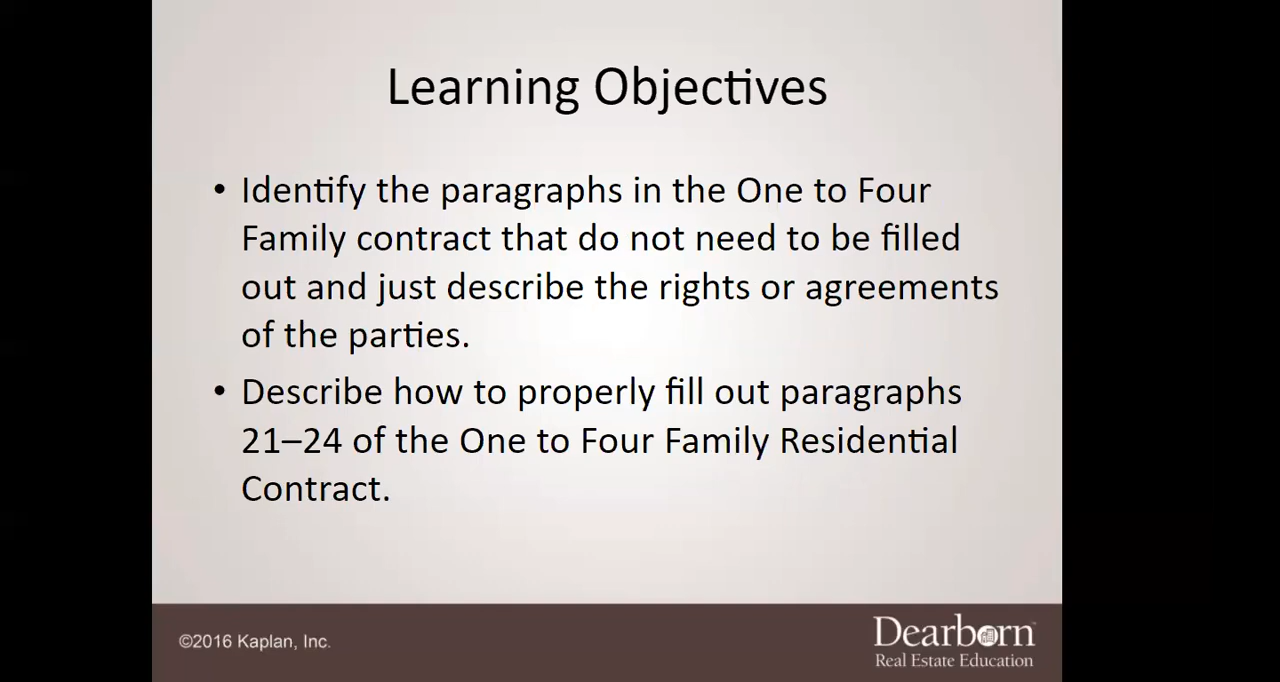 Learning Objectives
• Identify the paragraphs in the One to Four
Family contract that do not need to be filled
out and just describe the rights or agreements
of the parties.
• Describe how to properly fill out paragraphs
21–24 of the One to Four Family Residential
Contract.
©2016 Kaplan, Inc.
Dearborn™
Real Estate Education